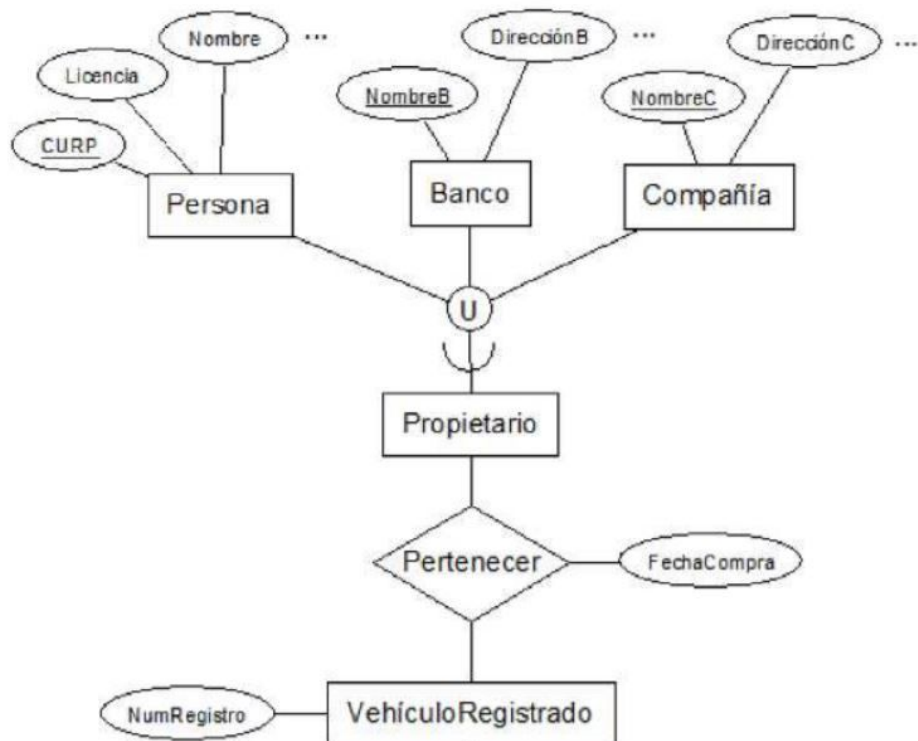 Nombre ...
DirecciónB ...
DirecciónC ...
Licencia
NombreB
NombreC
CURP
Persona
Banco
Compañía
U
Propietario
Pertenecer
FechaCompra
NumRegistro
VehículoRegistrado